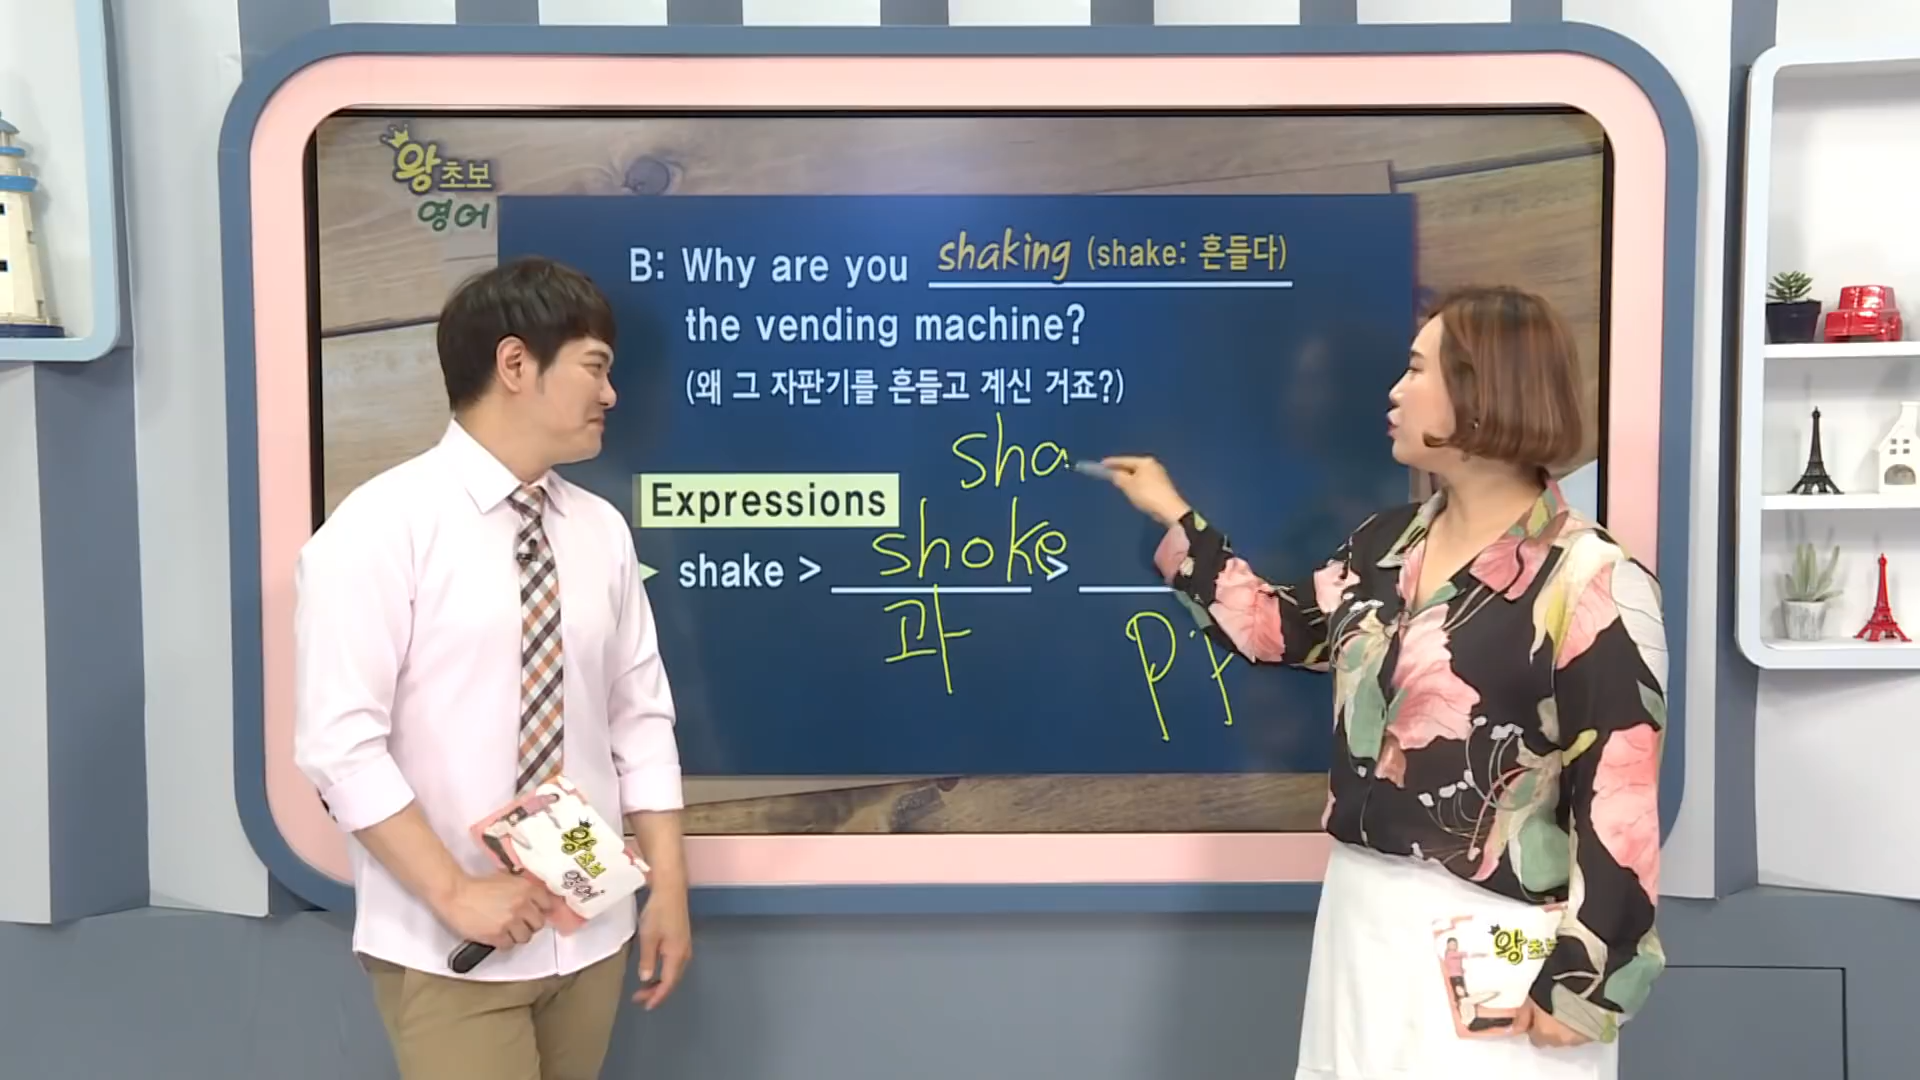 왕초보
영어
B: Why are you shaking (shake: 흔들다)
the vending machine?
(왜 그 자판기를 흔들고 계신 거죠?)
sha
Expressions
shoke
shake > >
과
p.
왕초보
영어
왕초보